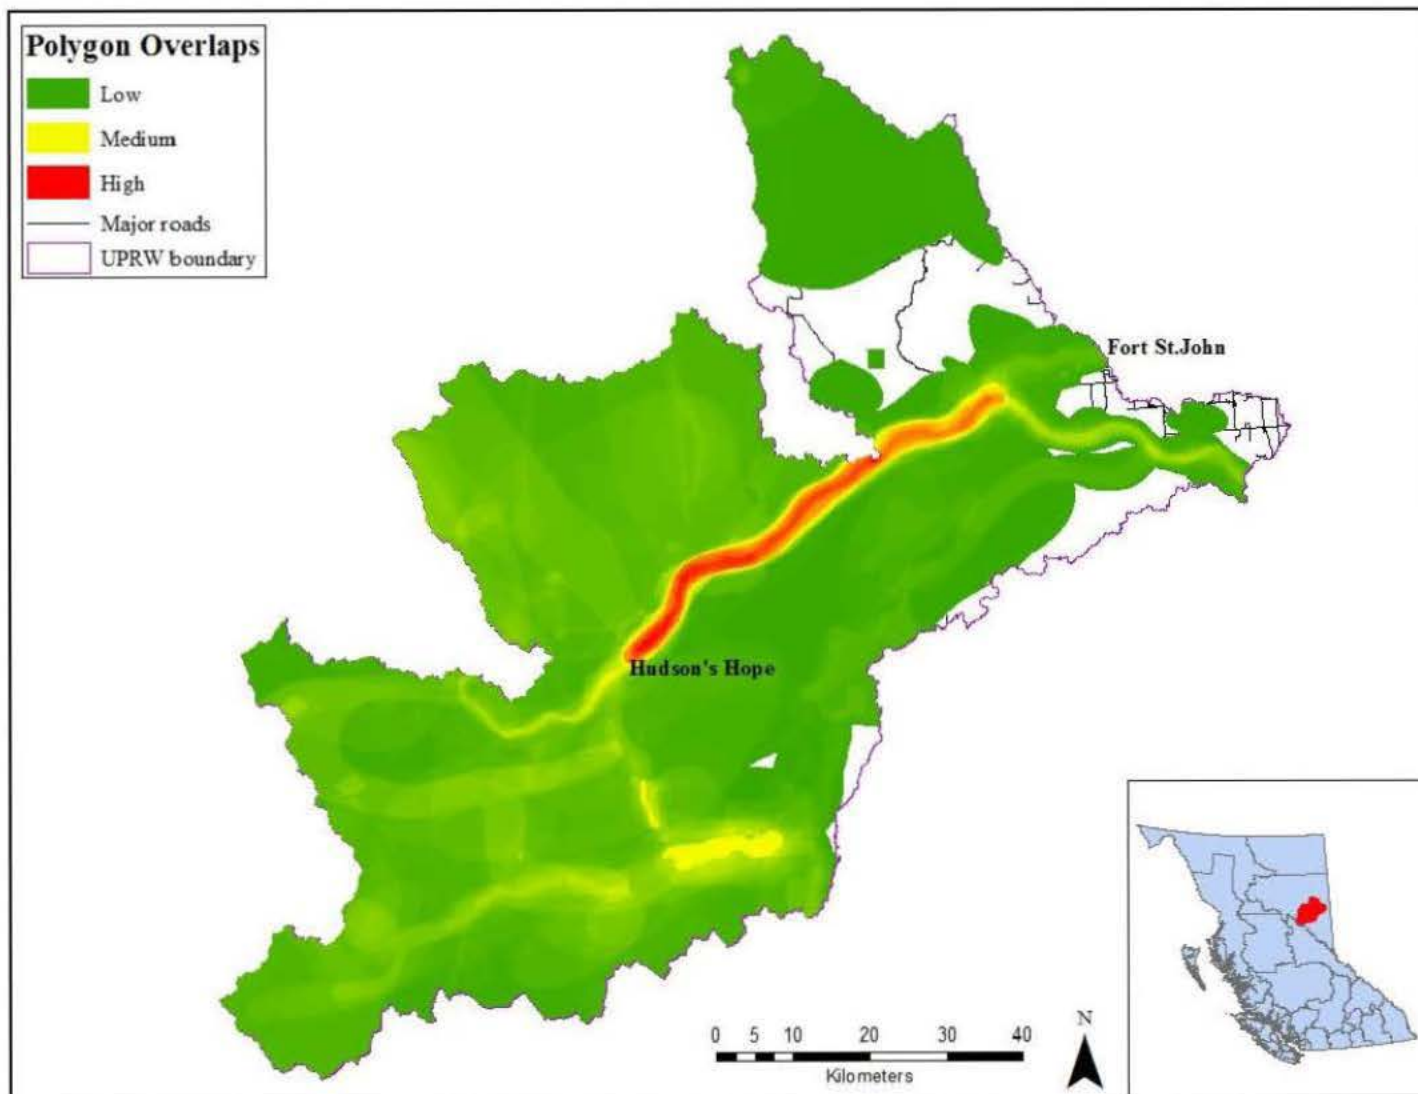 Polygon Overlaps
Low
Medium
High
Major roads
UPRW boundary
Fort St.John
Hudson's Hope
0 5 10 20 30 40
Kilometers
N